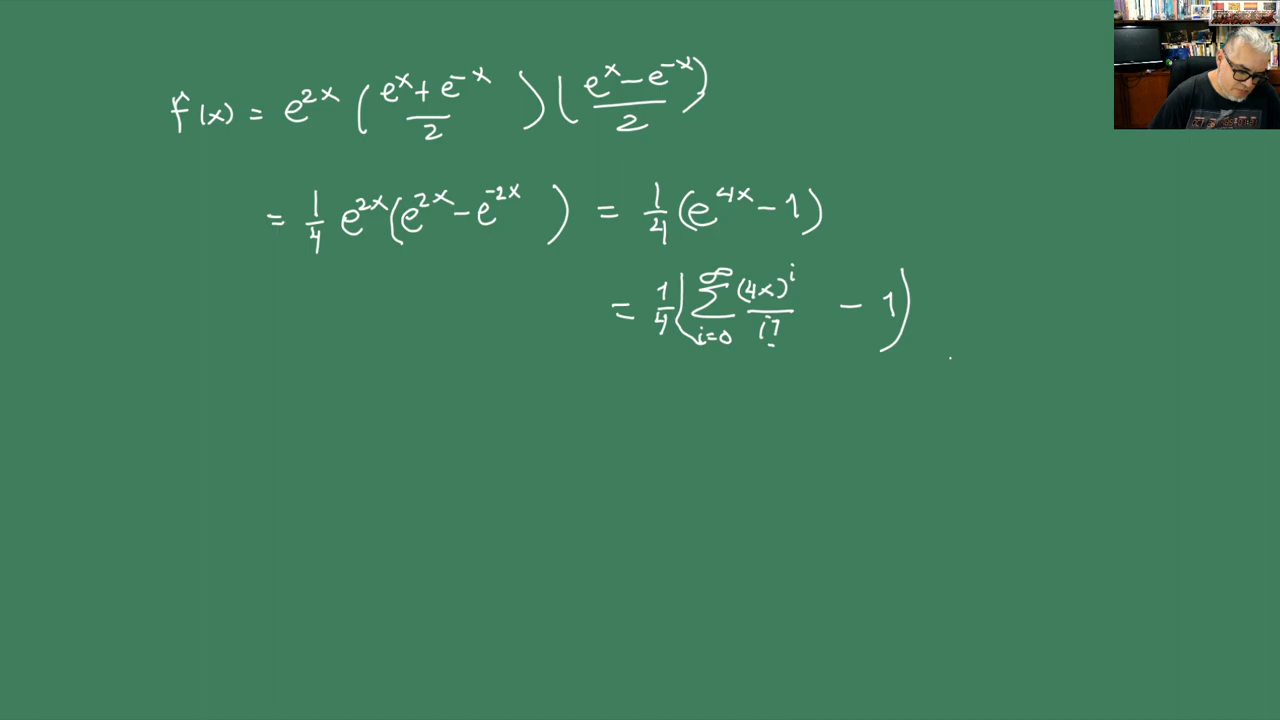 f̂(x) = e^{2x} ( (e^x + e^{-x})/2 ) ( (e^x - e^{-x})/2 )
= 1/4 e^{2x} (e^{2x} - e^{-2x}) = 1/4 (e^{4x} - 1)
= 1/4 ( ∑_{i=0}^{∞} (4x)^i / i! - 1 )